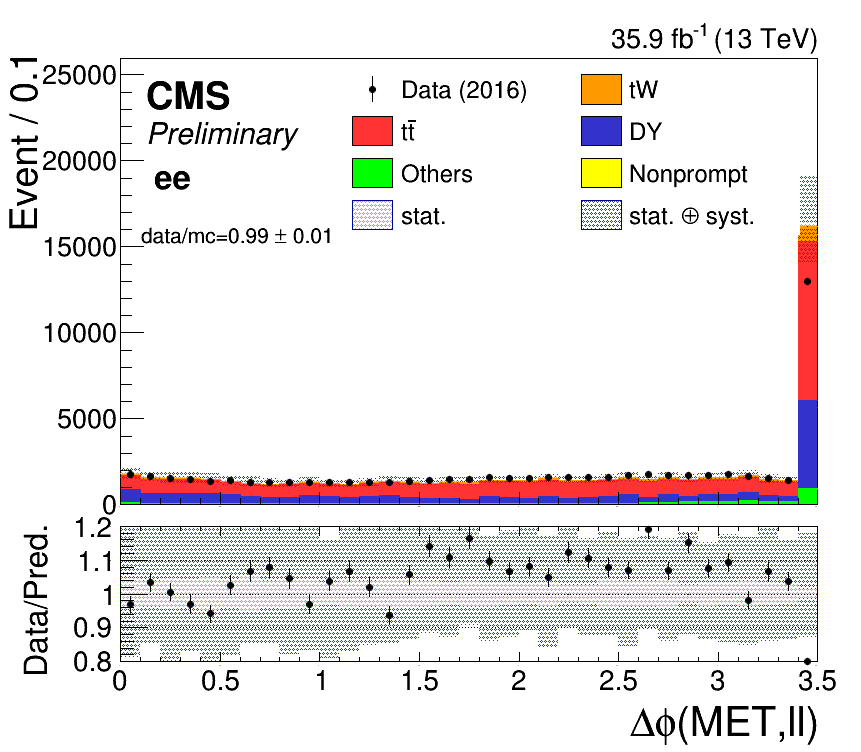 35.9 fb⁻¹ (13 TeV)
Event / 0.1
25000
20000
15000
10000
5000
0
CMS
Preliminary
ee
data/mc=0.99 ± 0.01
Data (2016)
tW
tt̄
DY
Others
Nonprompt
stat.
stat. ⊕ syst.
Data/Pred.
1.2
1.1
1
0.9
0.8
0 0.5 1 1.5 2 2.5 3 3.5
Δϕ(MET,ll)